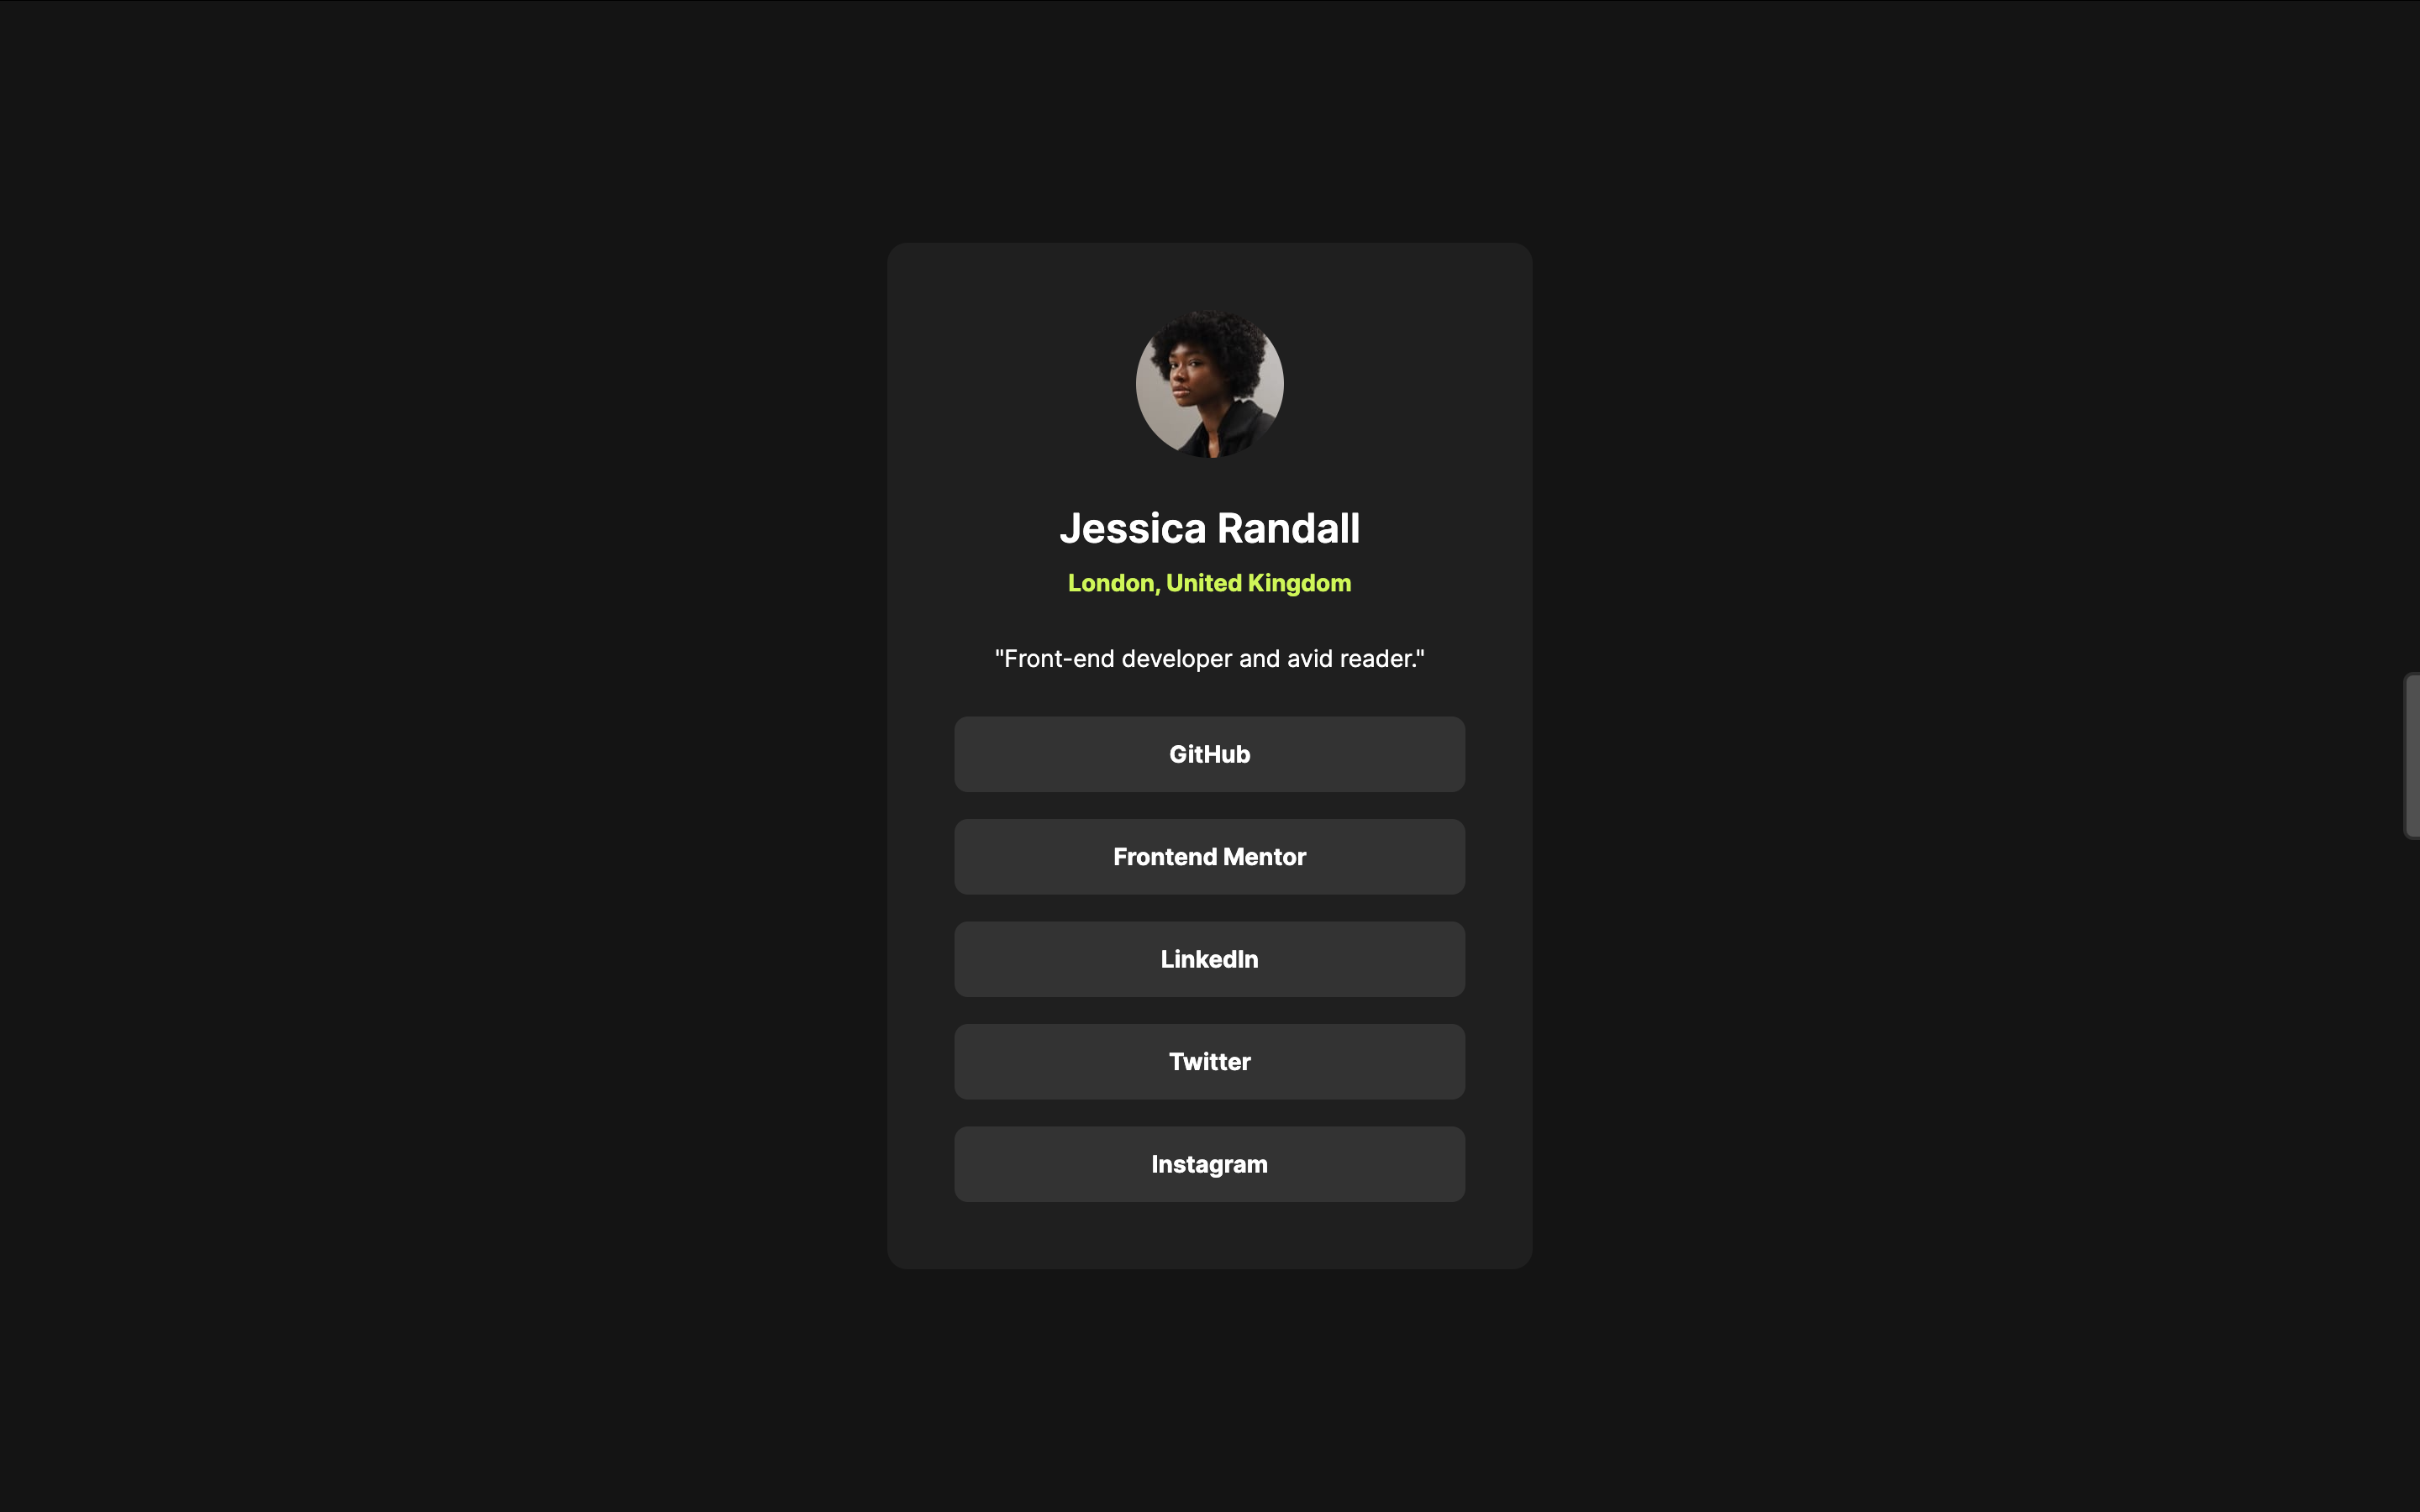 Jessica Randall
London, United Kingdom
"Front-end developer and avid reader."
GitHub
Frontend Mentor
LinkedIn
Twitter
Instagram